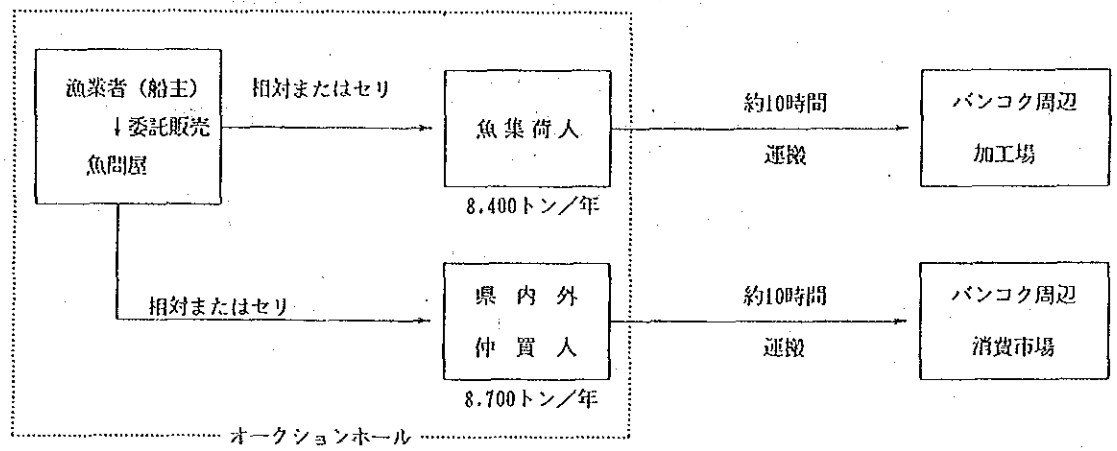 漁業者（船主）
↓委託販売
魚問屋
相対またはセリ
魚集荷人
8,400トン／年
約10時間
運搬
バンコク周辺
加工場
相対またはセリ
県内外
仲買人
8,700トン／年
約10時間
運搬
バンコク周辺
消費市場
オークションホール